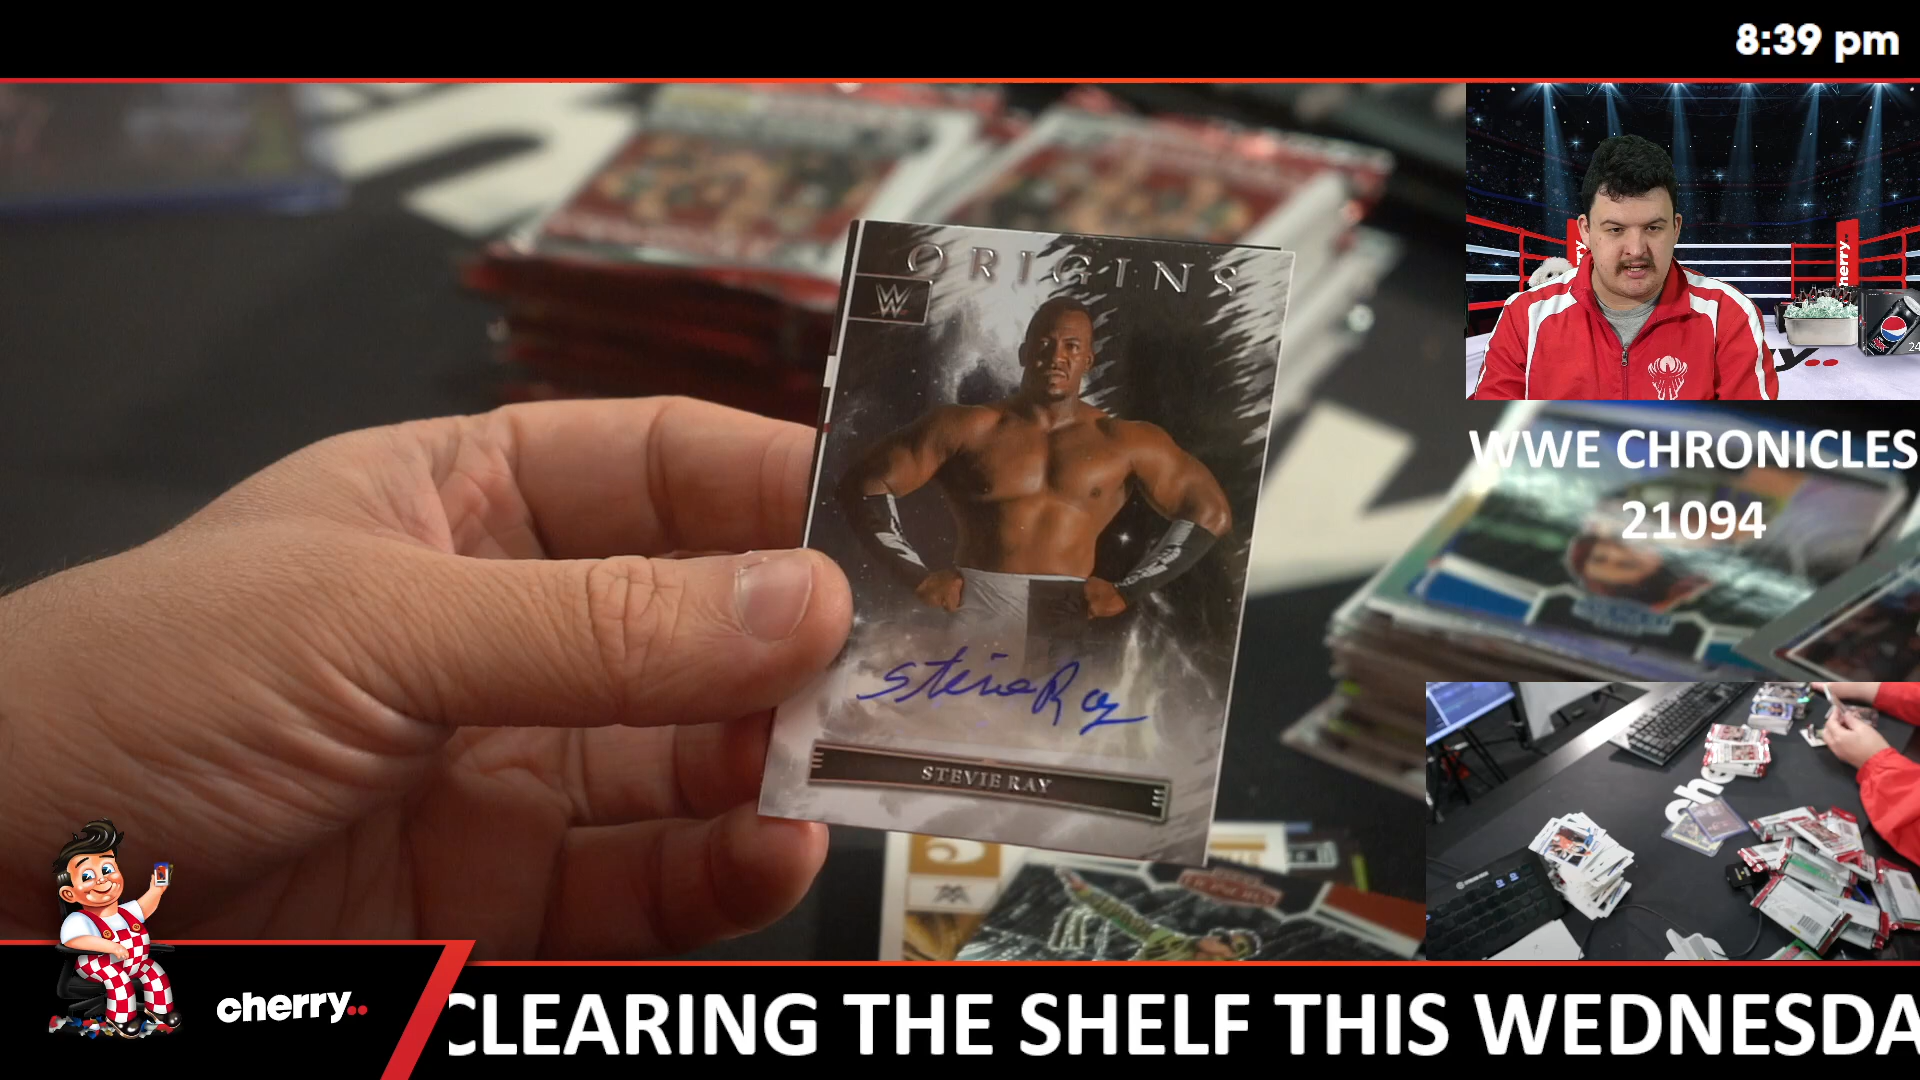 8:39 pm
ORIGINS
W
Stevie Ray
STEVIE RAY
WWE CHRONICLES
21094
cherry..
CLEARING THE SHELF THIS WEDNESDA